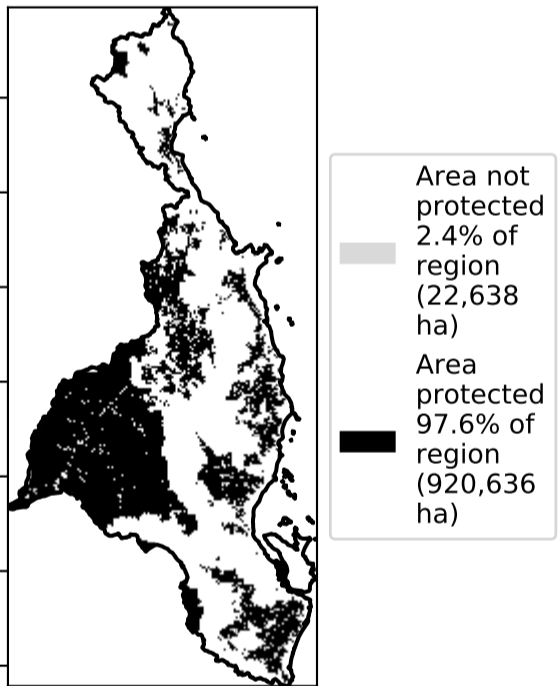 Area not
protected
2.4% of
region
(22,638
ha)
Area
protected
97.6% of
region
(920,636
ha)